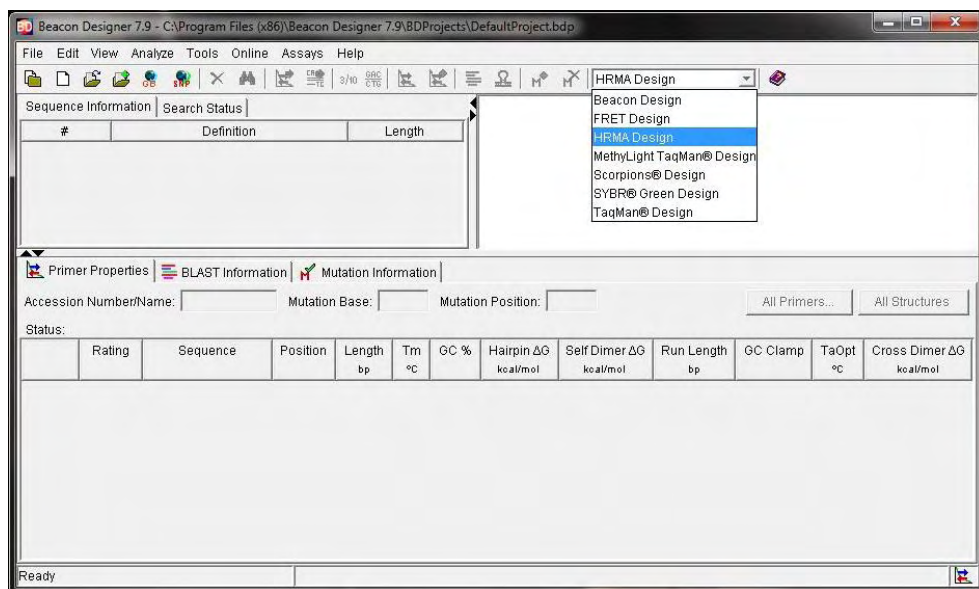 Beacon Designer 7.9 - C:\Program Files (x86)\Beacon Designer 7.9\BDProjects\DefaultProject.bdp
File Edit View Analyze Tools Online Assays Help
3/10 HRMA Design
Beacon Design
FRET Design
HRMA Design
MethyLight TaqMan® Design
Scorpions® Design
SYBR® Green Design
TaqMan® Design
Sequence Information Search Status
# Definition Length
Primer Properties BLAST Information Mutation Information
Accession Number/Name: Mutation Base: Mutation Position: All Primers... All Structures
Status:
Rating Sequence Position Length Tm GC % Hairpin ΔG Self Dimer ΔG Run Length GC Clamp TaOpt Cross Dimer ΔG
bp ºC kcal/mol kcal/mol bp ºC kcal/mol
Ready